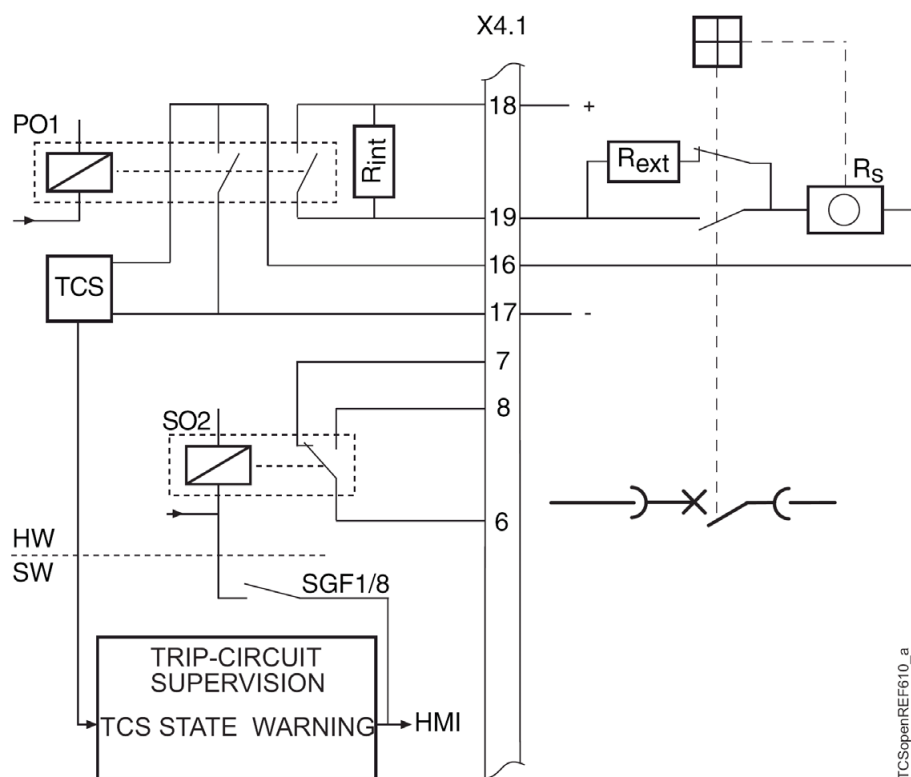 X4.1
18
+
PO1
Rint
Rext
RS
19
16
TCS
17
-
7
8
SO2
6
HW
SW
SGF1/8
TRIP-CIRCUIT
SUPERVISION
TCS STATE WARNING
HMI
TCSopenREF610_a